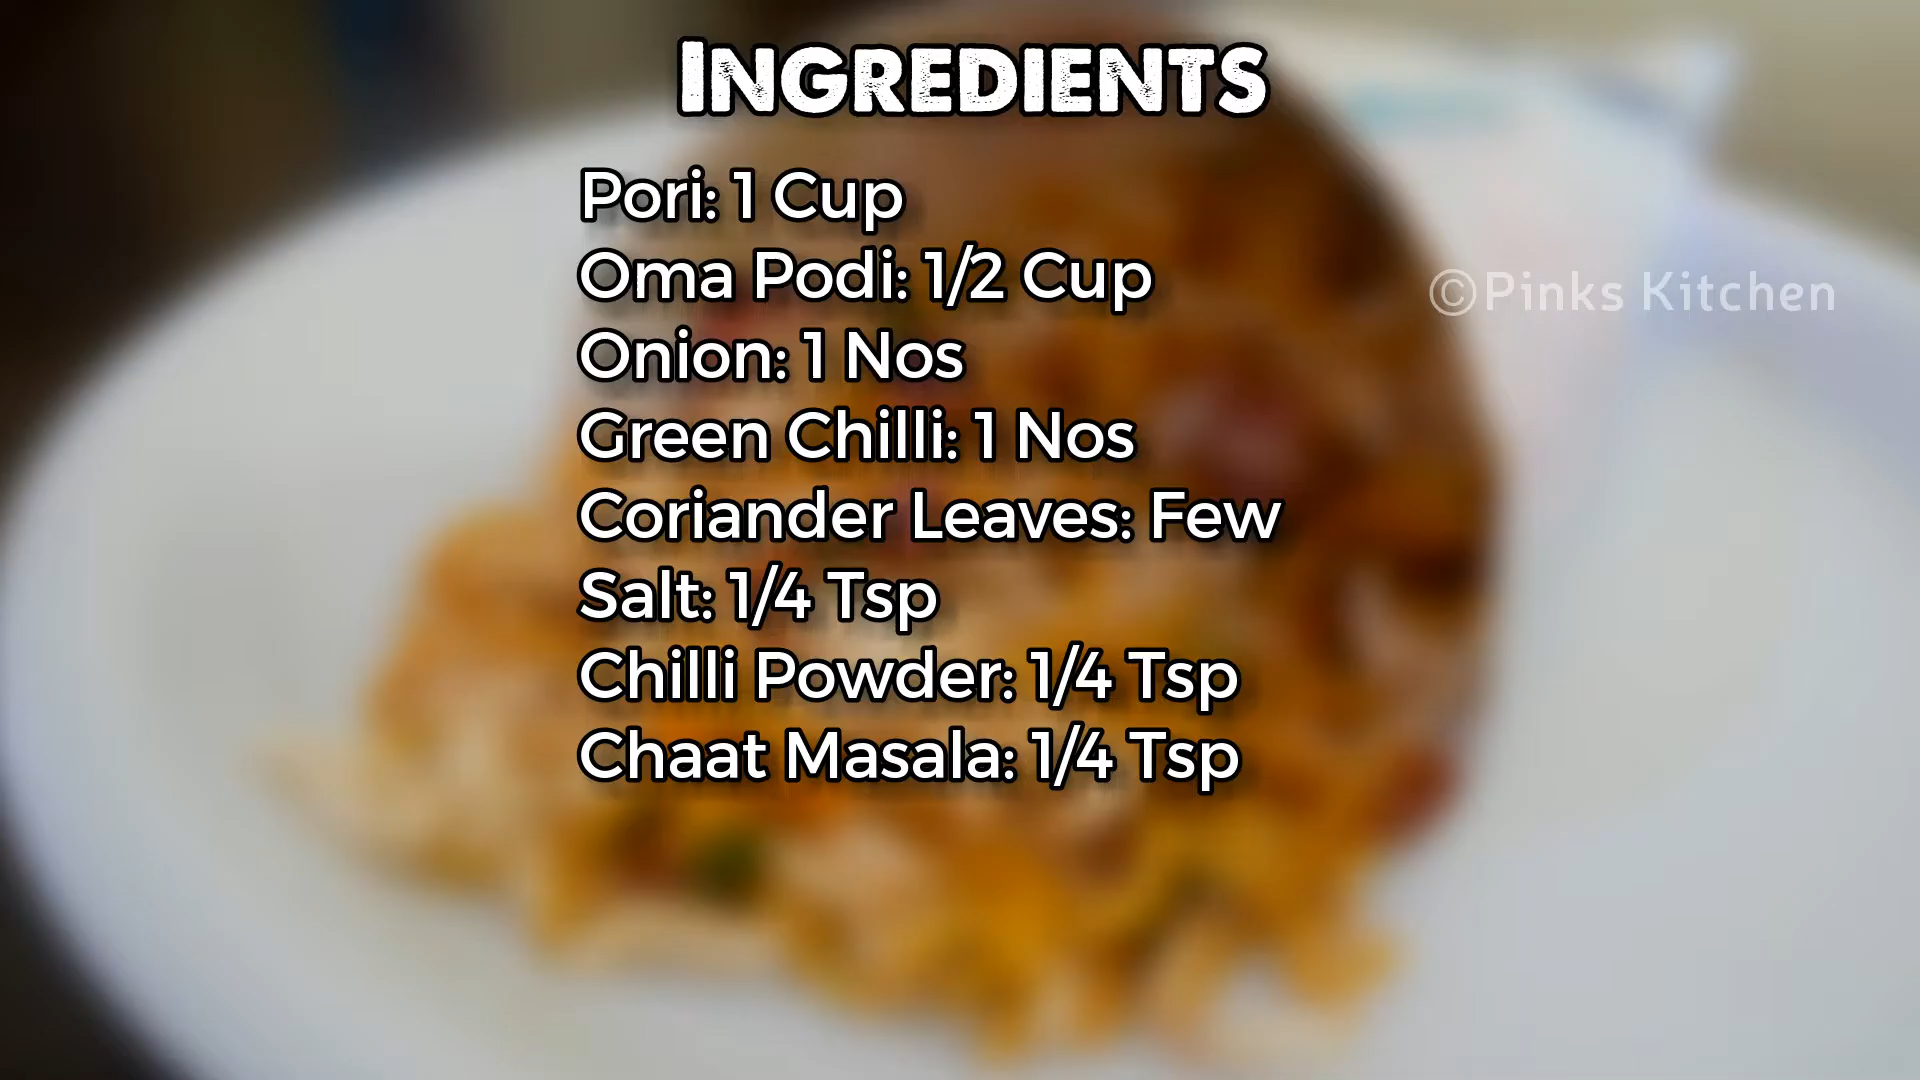 INGREDIENTS
Pori: 1 Cup
Oma Podi: 1/2 Cup
Onion: 1 Nos
Green Chilli: 1 Nos
Coriander Leaves: Few
Salt: 1/4 Tsp
Chilli Powder: 1/4 Tsp
Chaat Masala: 1/4 Tsp
©Pinks Kitchen